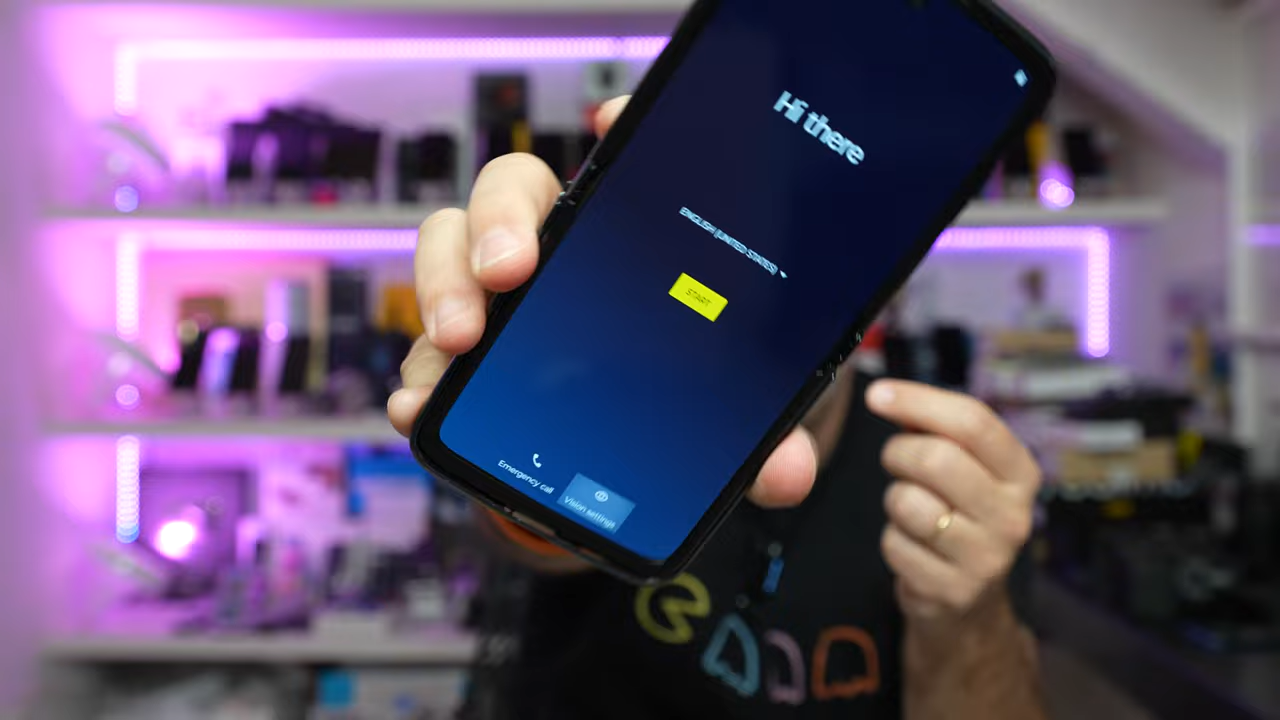 Hi there
ENGLISH (UNITED STATES)
START
Emergency call
Vision settings